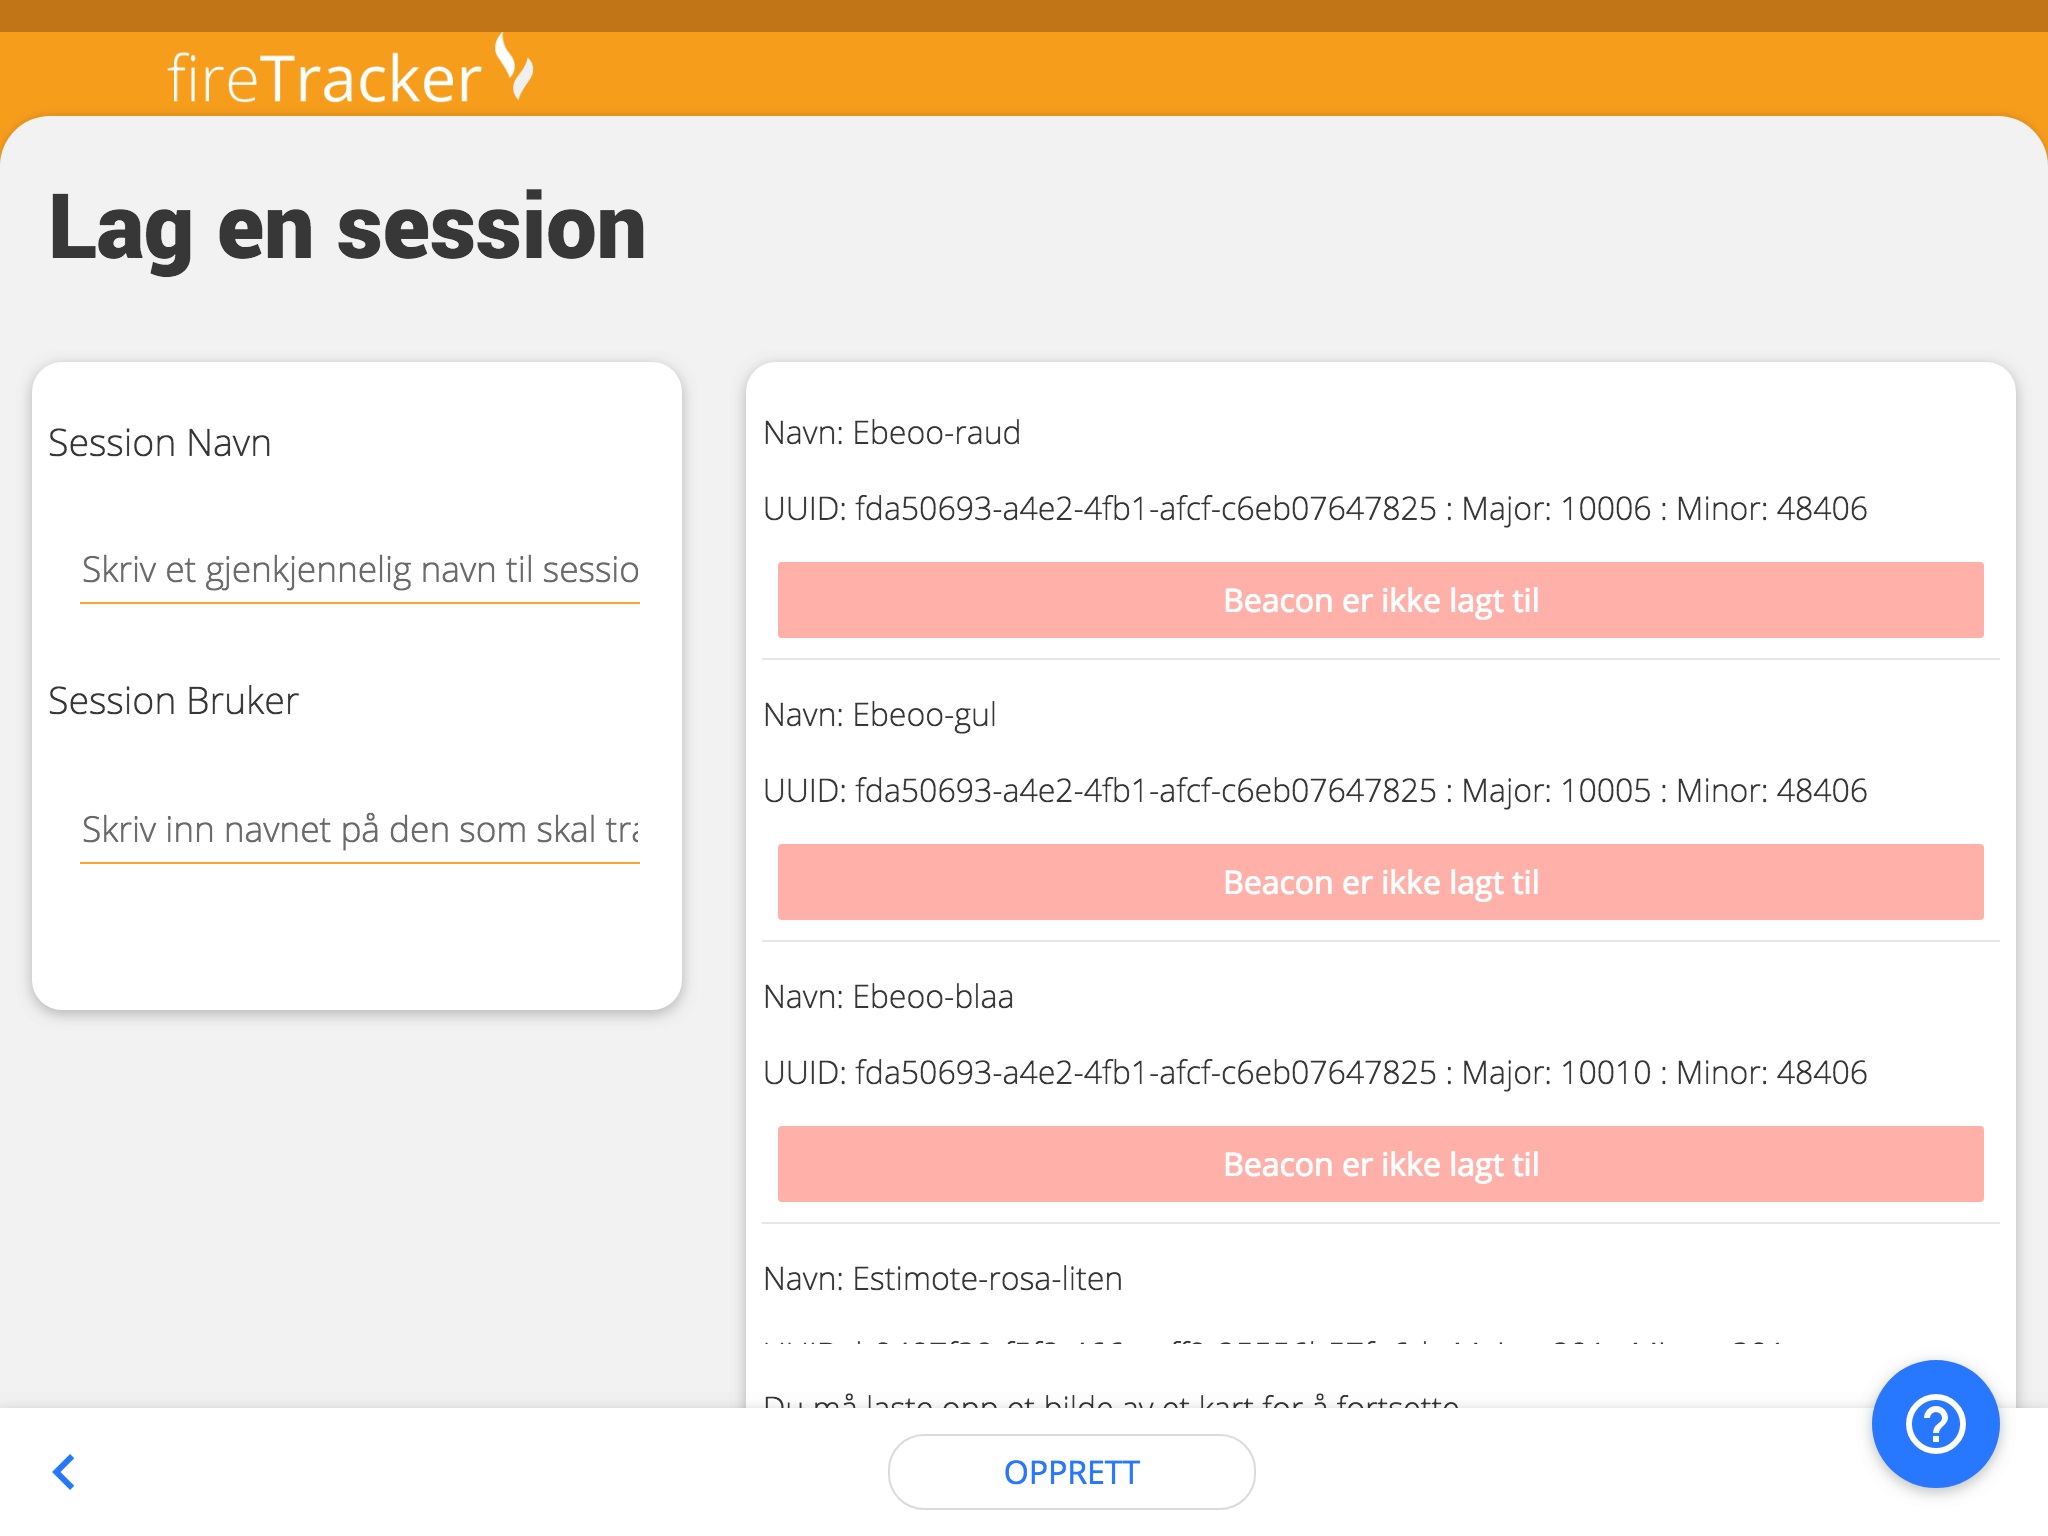 fireTracker
Lag en session
Session Navn
Skriv et gjenkjennelig navn til sessio
Session Bruker
Skriv inn navnet på den som skal tra
Navn: Ebeoo-raud
UUID: fda50693-a4e2-4fb1-afcf-c6eb07647825 : Major: 10006 : Minor: 48406
Beacon er ikke lagt til
Navn: Ebeoo-gul
UUID: fda50693-a4e2-4fb1-afcf-c6eb07647825 : Major: 10005 : Minor: 48406
Beacon er ikke lagt til
Navn: Ebeoo-blaa
UUID: fda50693-a4e2-4fb1-afcf-c6eb07647825 : Major: 10010 : Minor: 48406
Beacon er ikke lagt til
Navn: Estimote-rosa-liten
Du må laste opp et bilde av et kart for å fortsette
OPPRETT